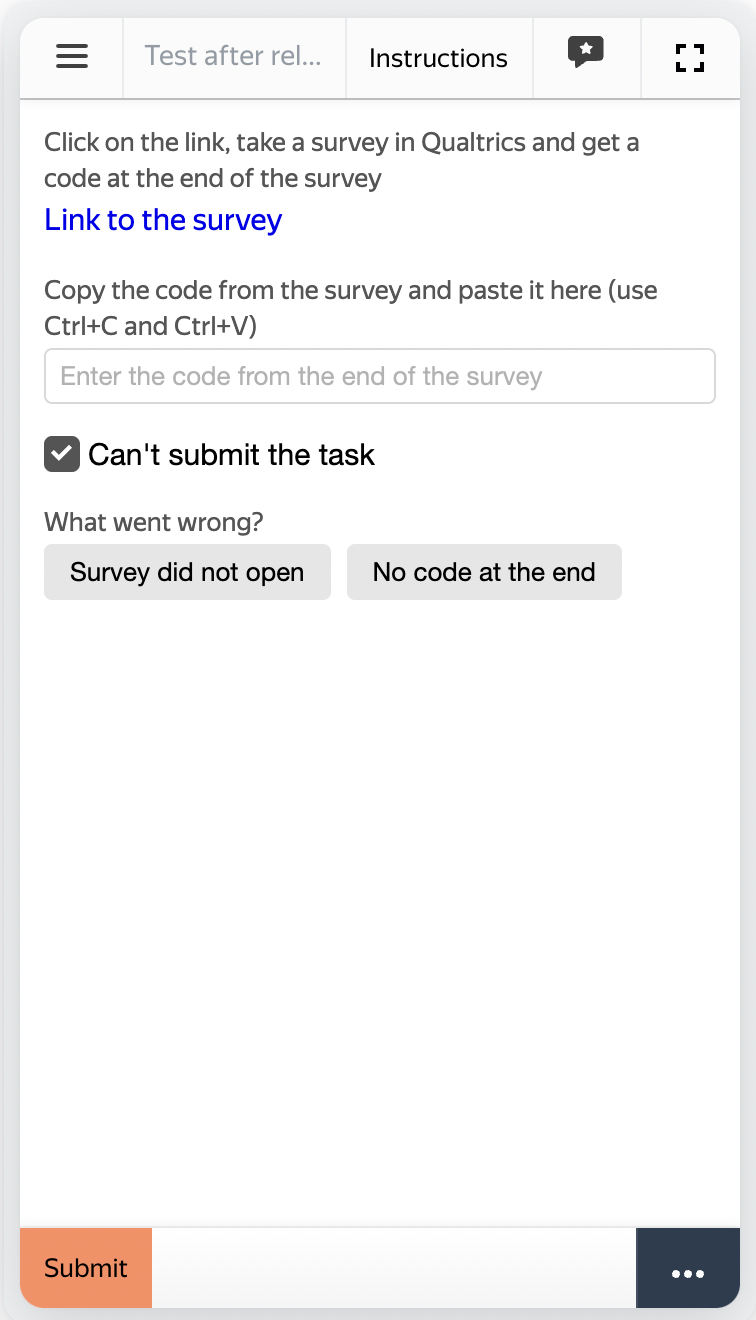 Test after rel...
Instructions
Click on the link, take a survey in Qualtrics and get a
code at the end of the survey
Link to the survey
Copy the code from the survey and paste it here (use
Ctrl+C and Ctrl+V)
Enter the code from the end of the survey
Can't submit the task
What went wrong?
Survey did not open
No code at the end
Submit